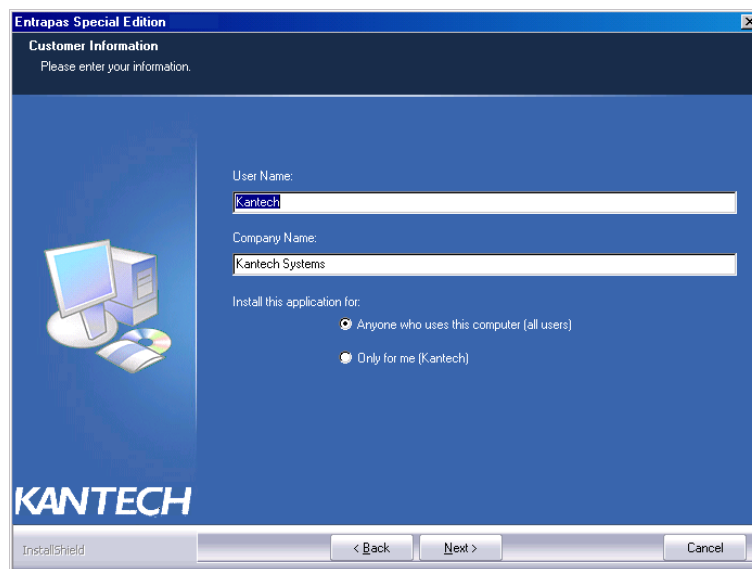 Entrapas Special Edition
Customer Information
Please enter your information.
User Name:
Kantech
Company Name:
Kantech Systems
Install this application for:
Anyone who uses this computer (all users)
Only for me (Kantech)
KANTECH
InstallShield
< Back
Next >
Cancel